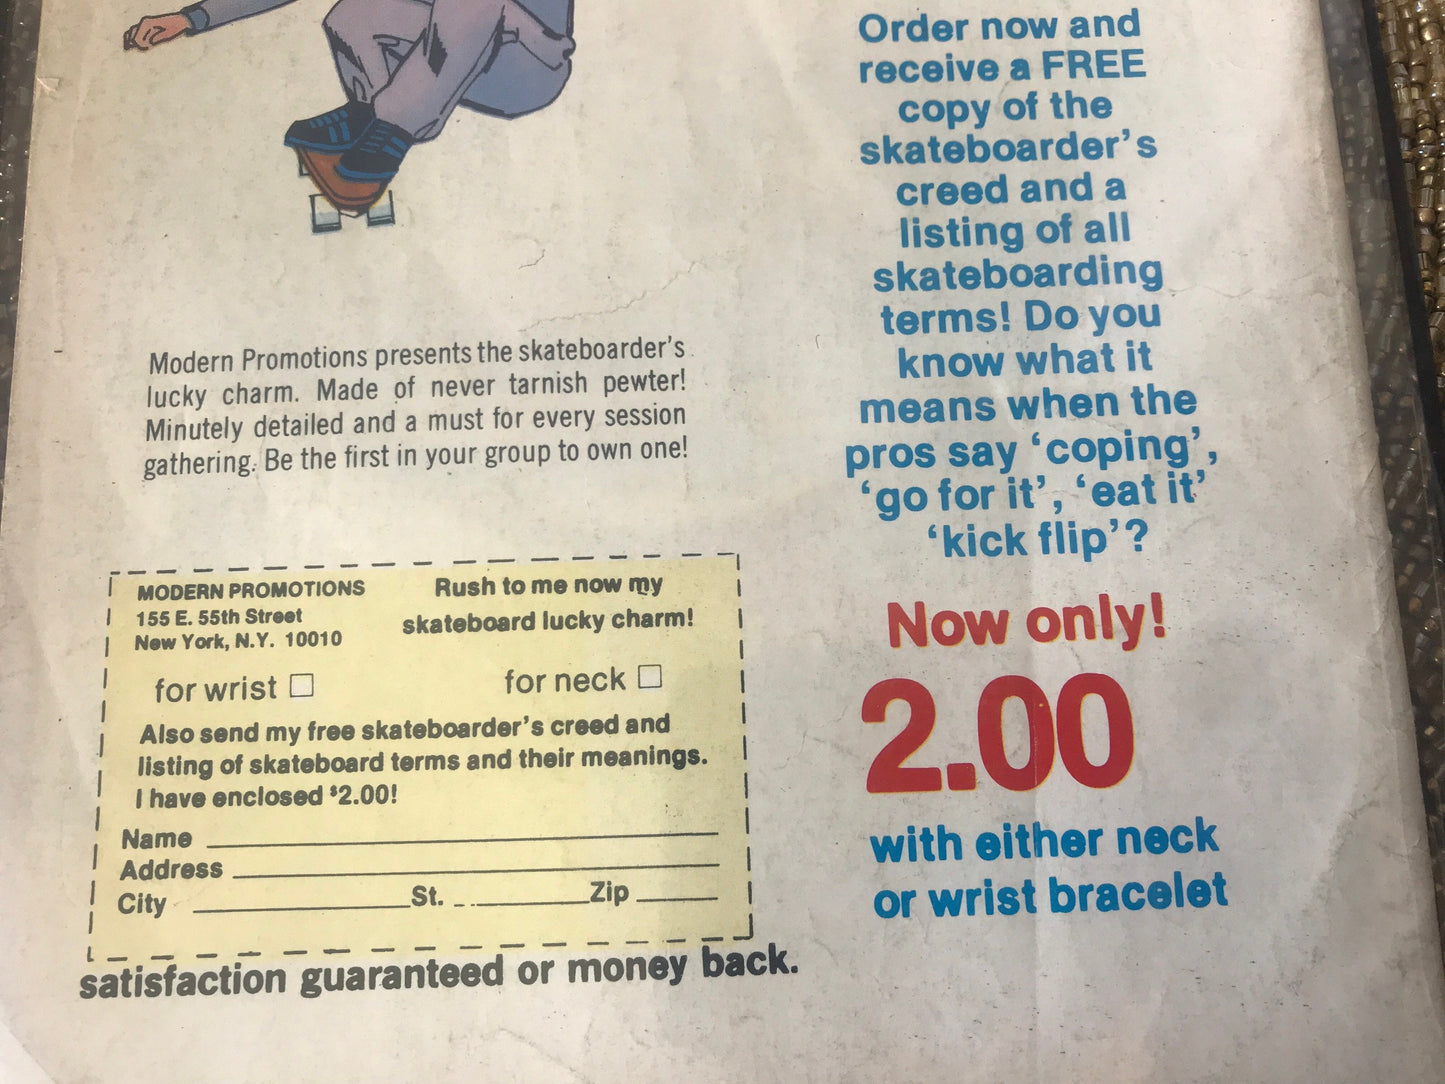 Order now and
receive a FREE
copy of the
skateboarder's
creed and a
listing of all
skateboarding
terms! Do you
know what it
means when the
pros say ‘coping’,
‘go for it’, ‘eat it’
‘kick flip’?
Now only!
2.00
with either neck
or wrist bracelet
Modern Promotions presents the skateboarder's
lucky charm. Made of never tarnish pewter!
Minutely detailed and a must for every session
gathering. Be the first in your group to own one!
MODERN PROMOTIONS
155 E. 55th Street
New York, N.Y. 10010
Rush to me now my
skateboard lucky charm!
for wrist
for neck
Also send my free skateboarder's creed and
listing of skateboard terms and their meanings.
I have enclosed $2.00!
Name
Address
City St. Zip
satisfaction guaranteed or money back.